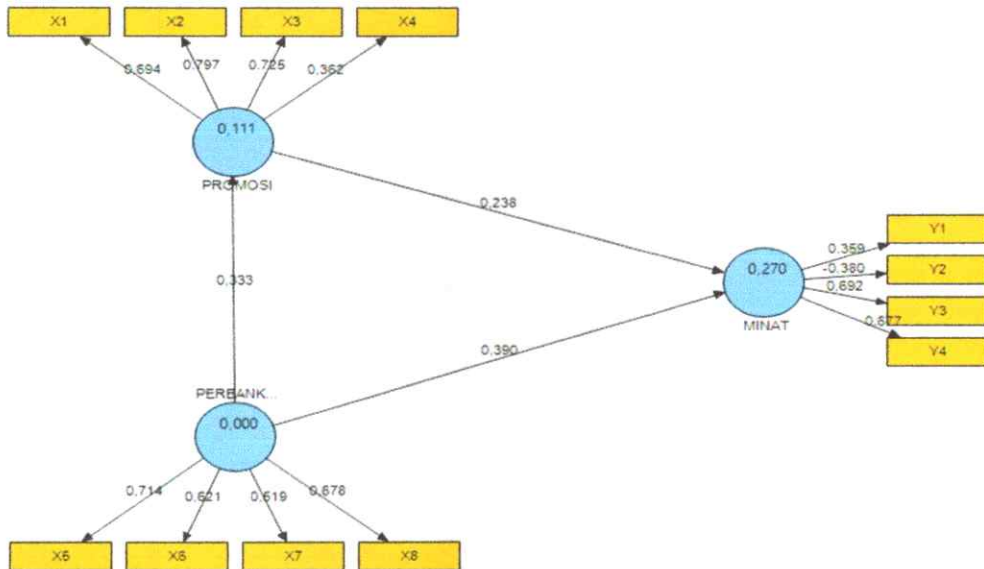 X1 X2 X3 X4
0,694 0,797 0,725 0,362
0,111
PROMOSI
0,238
0,333
Y1
0,359
-0,380
Y2
0,270
0,692
Y3
MINAT
0,677
Y4
0,390
PERBANK...
0,000
0,714 0,621 0,619 0,678
X5 X6 X7 X8